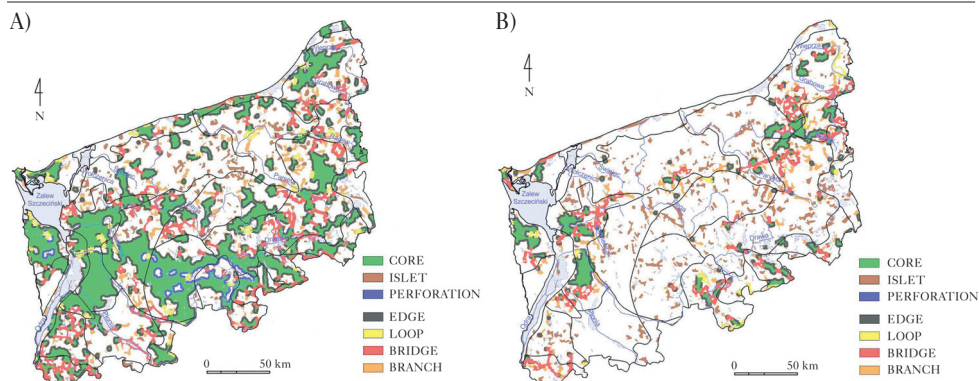 A)
B)
Wieprza
Wieprza
Grabowa
N
N
Zalew
Szczeciński
Zalew
Szczeciński
Drawa
CORE
ISLET
PERFORATION
EDGE
LOOP
BRIDGE
BRANCH
0 50 km
CORE
ISLET
PERFORATION
EDGE
LOOP
BRIDGE
BRANCH
0 50 km